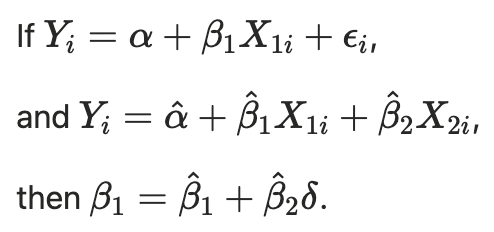 If Yᵢ = α + β₁X₁ᵢ + ϵᵢ,
and Yᵢ = α̂ + β̂₁X₁ᵢ + β̂₂X₂ᵢ,
then β₁ = β̂₁ + β̂₂δ.